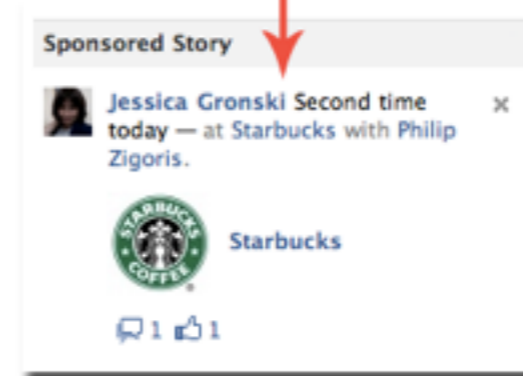 Sponsored Story
Jessica Gronski Second time
today — at Starbucks with Philip
Zigoris.
STARBUCKS
COFFEE
Starbucks
1 1